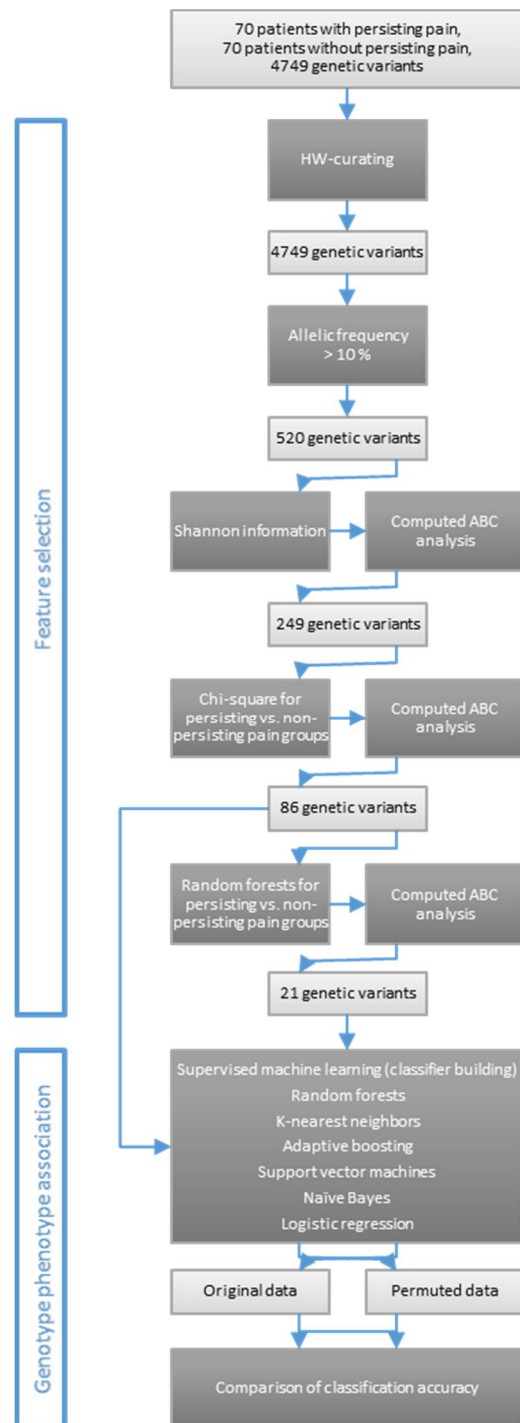 70 patients with persisting pain,
70 patients without persisting pain,
4749 genetic variants
HW-curating
4749 genetic variants
Allelic frequency
> 10 %
520 genetic variants
Shannon information
Computed ABC
analysis
249 genetic variants
Chi-square for
persisting vs. non-
persisting pain groups
Computed ABC
analysis
86 genetic variants
Random forests for
persisting vs. non-
persisting pain groups
Computed ABC
analysis
21 genetic variants
Feature selection
Supervised machine learning (classifier building)
Random forests
K-nearest neighbors
Adaptive boosting
Support vector machines
Naïve Bayes
Logistic regression
Original data
Permuted data
Comparison of classification accuracy
Genotype phenotype association